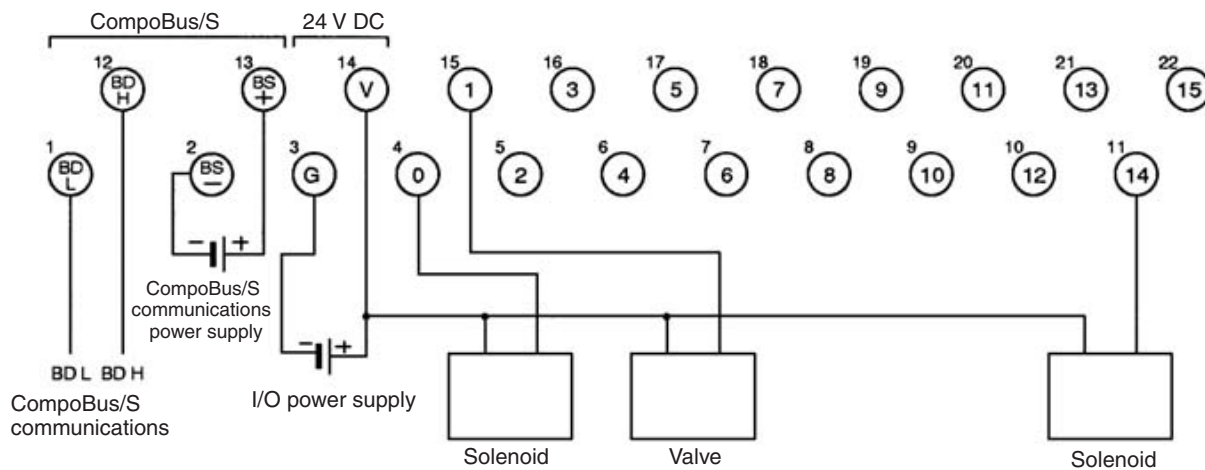 CompoBus/S 24 V DC
12 13 14 15 16 17 18 19 20 21 22
BD H BS + V 1 3 5 7 9 11 13 15
1 2 3 4 5 6 7 8 9 10 11
BD L BS − G 0 2 4 6 8 10 12 14
− +
CompoBus/S
communications
power supply
− +
BD L BD H
I/O power supply
CompoBus/S
communications
Solenoid Valve Solenoid